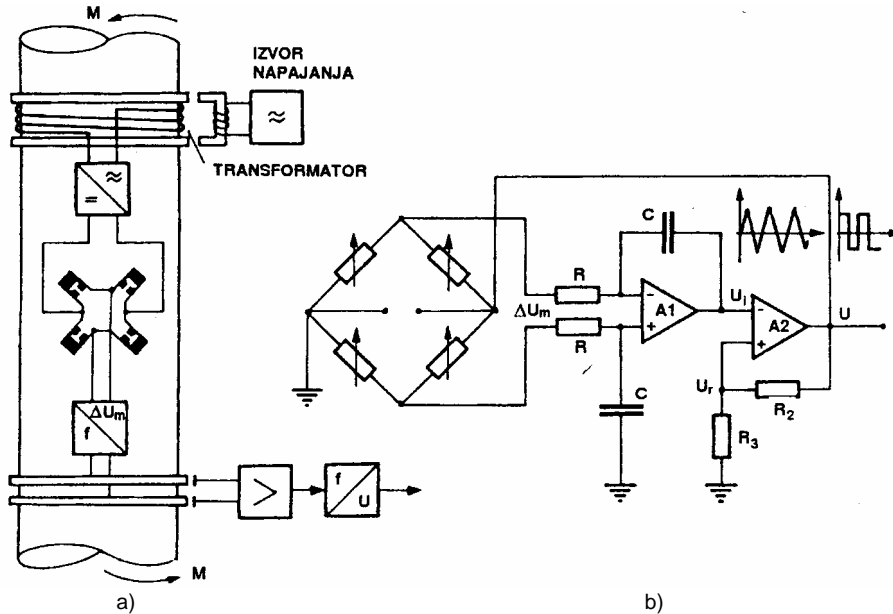 M
IZVOR
NAPAJANJA
≈
TRANSFORMATOR
≈
=
ΔUm
f
>
f
U
M
a)
C
R
ΔUm
R
-
A1
+
UI
-
A2
+
U
C
Ur
R2
R3
b)